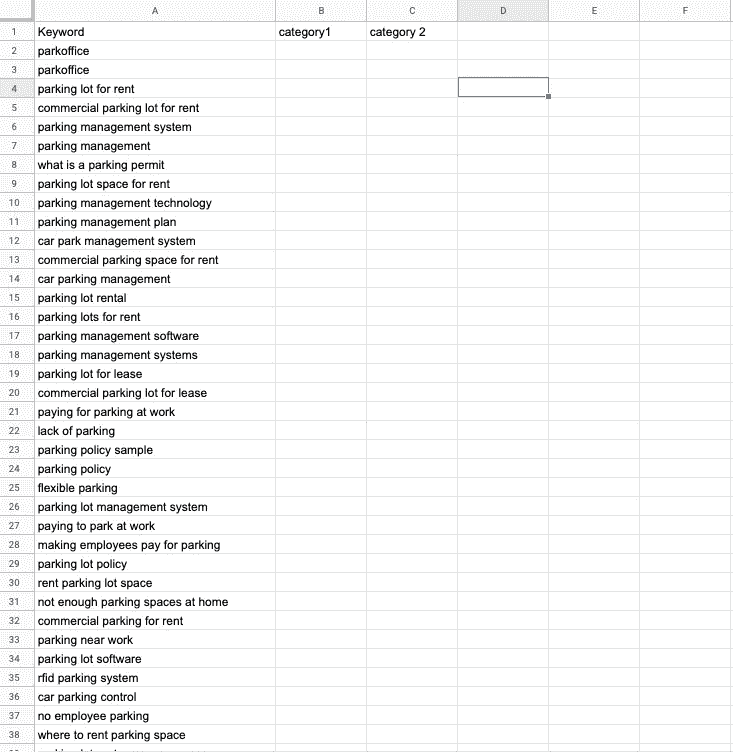 A B C D E F
1 Keyword category1 category 2
2 parkoffice
3 parkoffice
4 parking lot for rent
5 commercial parking lot for rent
6 parking management system
7 parking management
8 what is a parking permit
9 parking lot space for rent
10 parking management technology
11 parking management plan
12 car park management system
13 commercial parking space for rent
14 car parking management
15 parking lot rental
16 parking lots for rent
17 parking management software
18 parking management systems
19 parking lot for lease
20 commercial parking lot for lease
21 paying for parking at work
22 lack of parking
23 parking policy sample
24 parking policy
25 flexible parking
26 parking lot management system
27 paying to park at work
28 making employees pay for parking
29 parking lot policy
30 rent parking lot space
31 not enough parking spaces at home
32 commercial parking for rent
33 parking near work
34 parking lot software
35 rfid parking system
36 car parking control
37 no employee parking
38 where to rent parking space